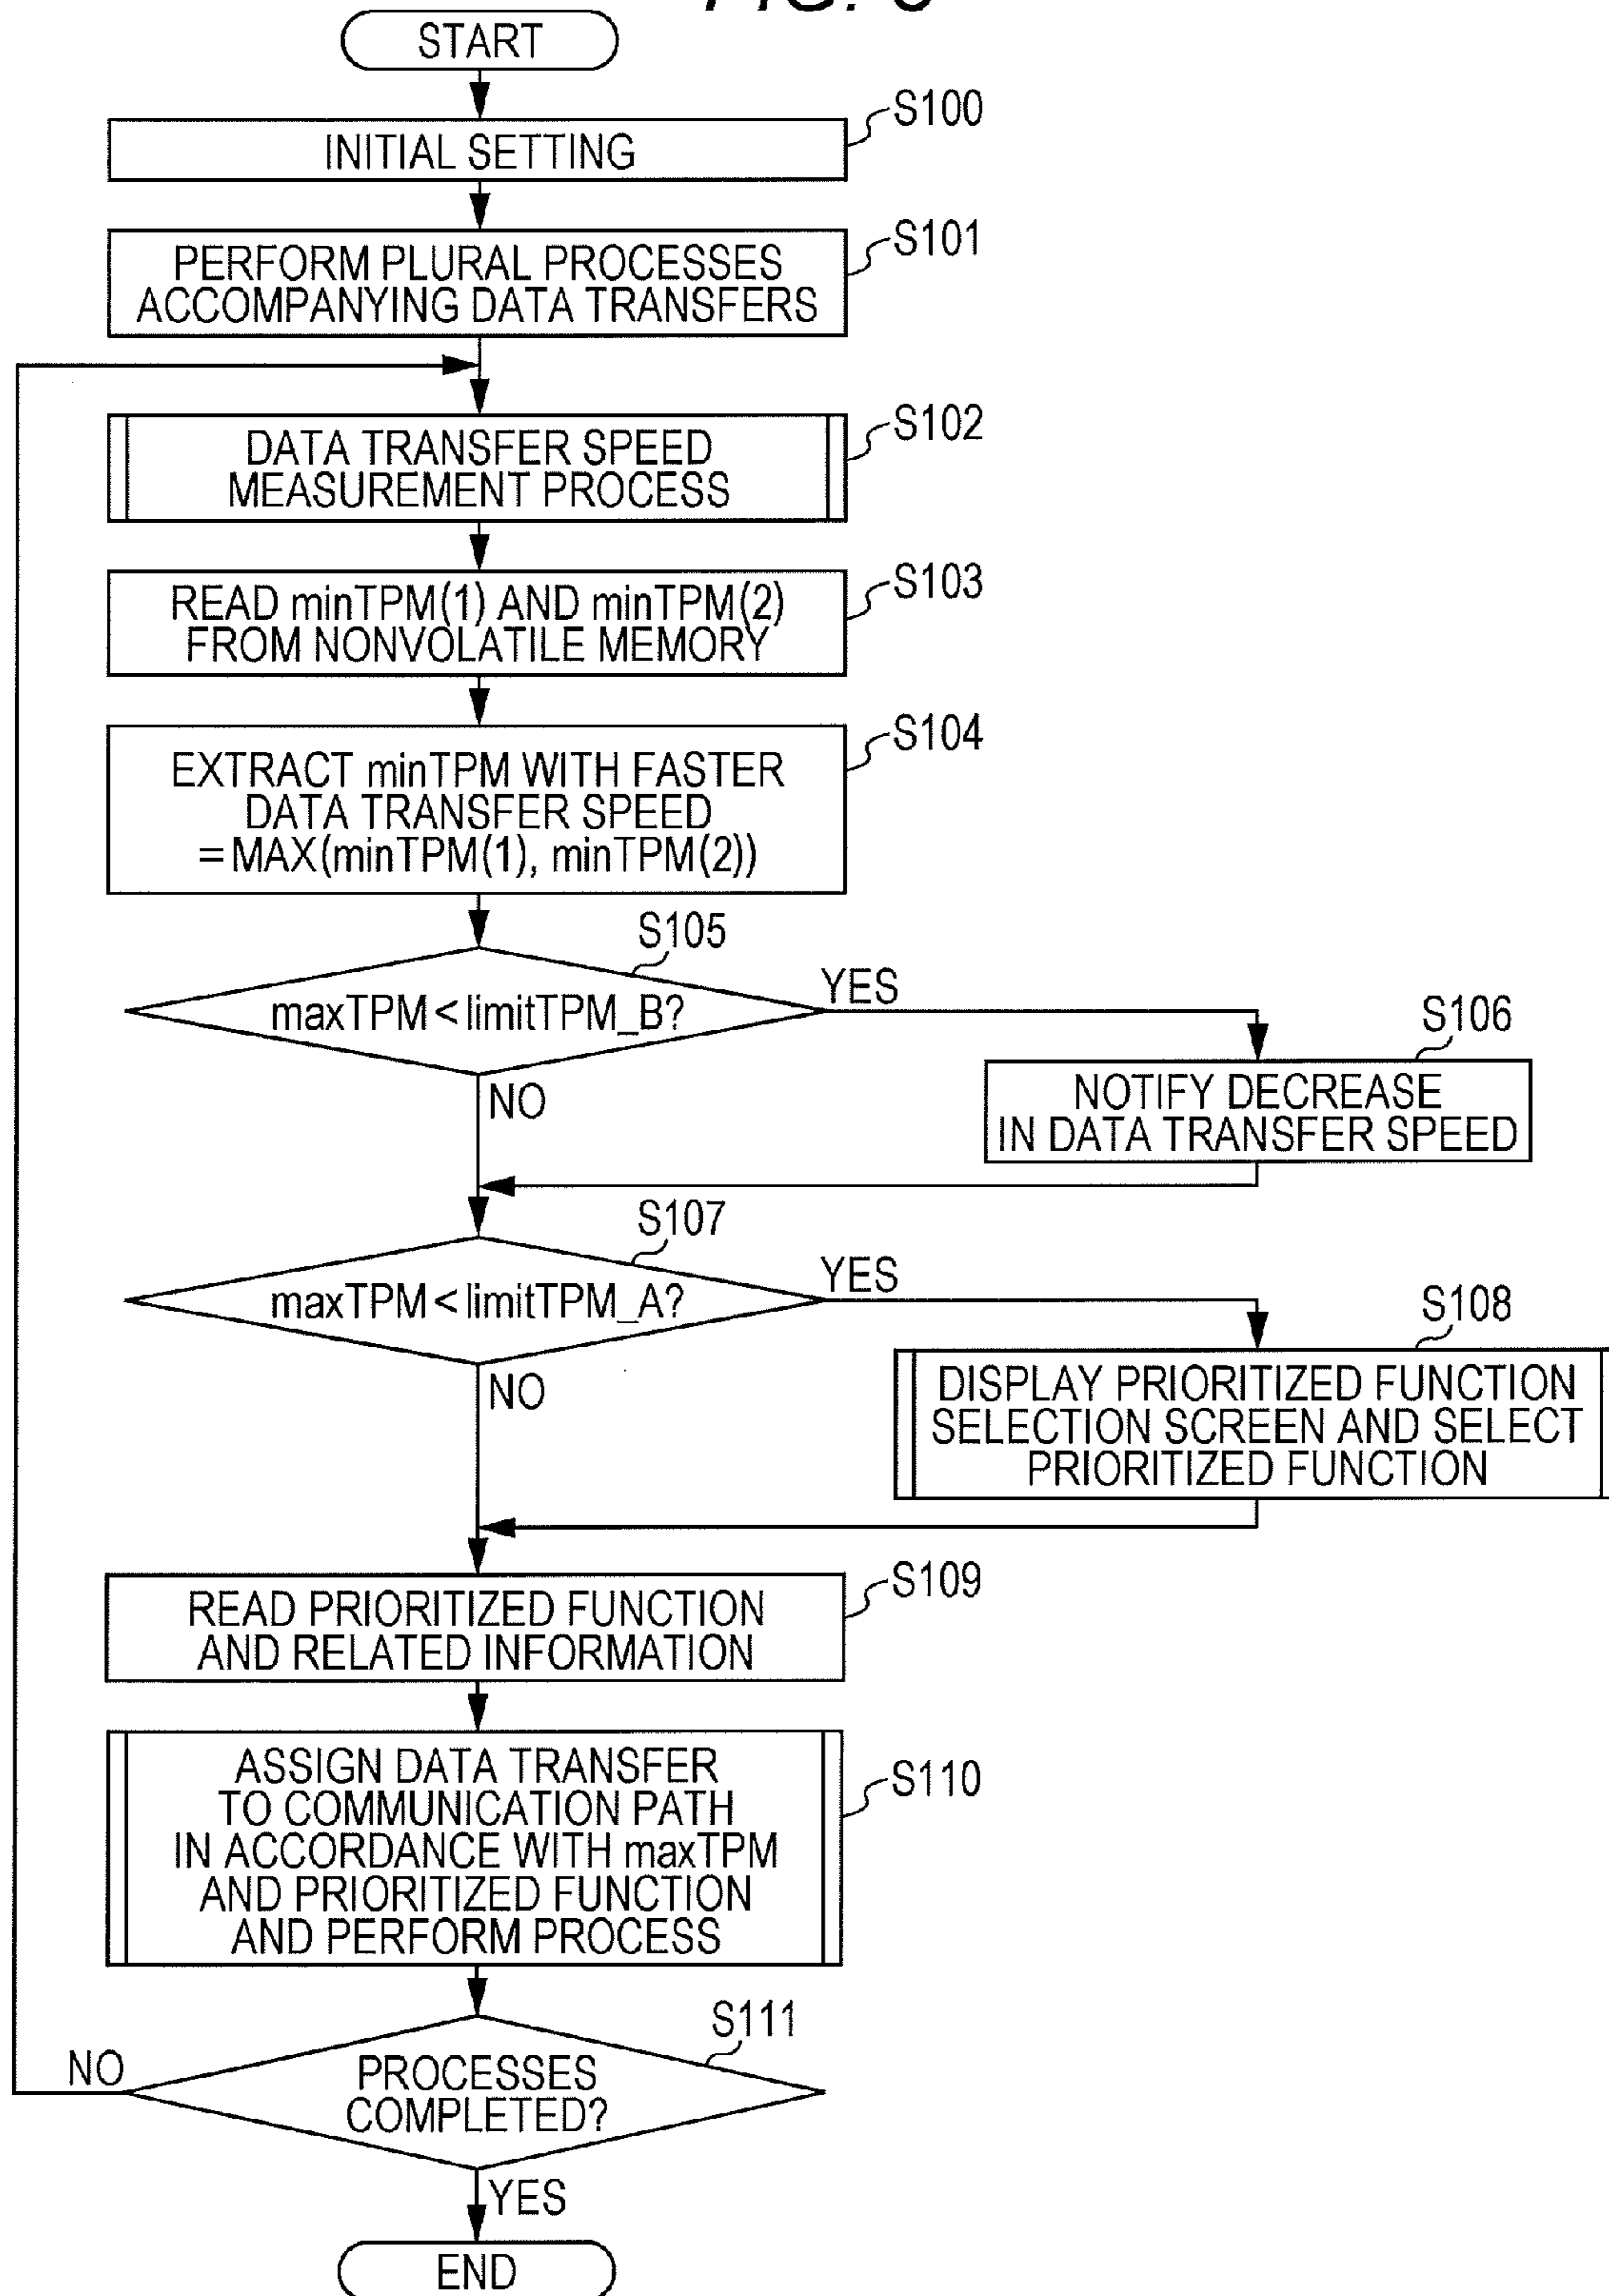 START
S100
INITIAL SETTING
S101
PERFORM PLURAL PROCESSES
ACCOMPANYING DATA TRANSFERS
S102
DATA TRANSFER SPEED
MEASUREMENT PROCESS
S103
READ minTPM(1) AND minTPM(2)
FROM NONVOLATILE MEMORY
S104
EXTRACT minTPM WITH FASTER
DATA TRANSFER SPEED
=MAX(minTPM(1), minTPM(2))
S105
maxTPM<limitTPM_B?
YES
NO
S106
NOTIFY DECREASE
IN DATA TRANSFER SPEED
S107
maxTPM<limitTPM_A?
YES
NO
S108
DISPLAY PRIORITIZED FUNCTION
SELECTION SCREEN AND SELECT
PRIORITIZED FUNCTION
S109
READ PRIORITIZED FUNCTION
AND RELATED INFORMATION
S110
ASSIGN DATA TRANSFER
TO COMMUNICATION PATH
IN ACCORDANCE WITH maxTPM
AND PRIORITIZED FUNCTION
AND PERFORM PROCESS
S111
PROCESSES
COMPLETED?
NO
YES
END